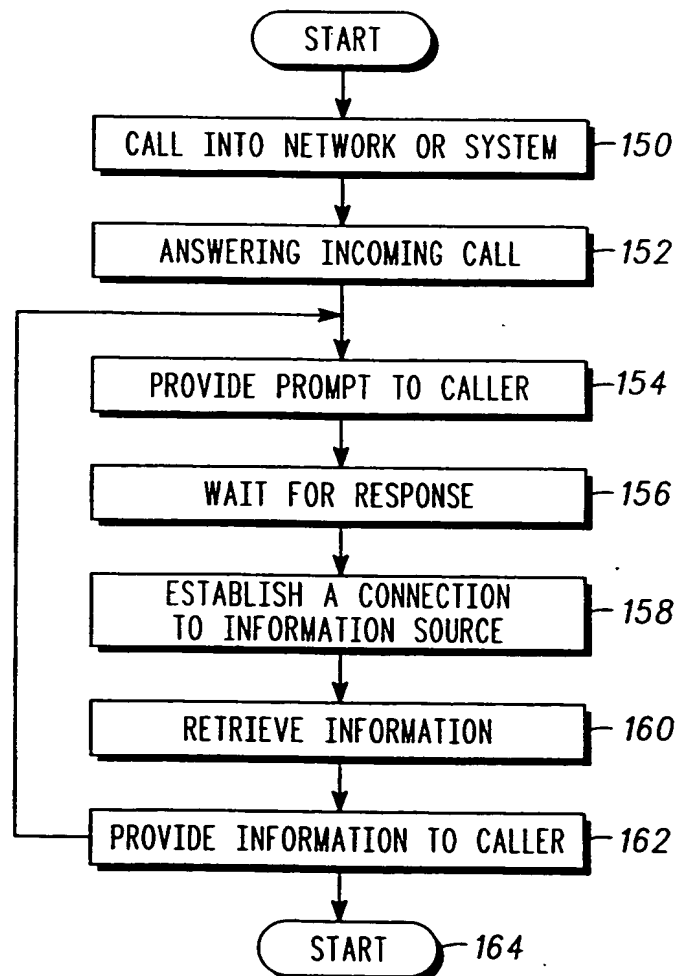 START
CALL INTO NETWORK OR SYSTEM 150
ANSWERING INCOMING CALL 152
PROVIDE PROMPT TO CALLER 154
WAIT FOR RESPONSE 156
ESTABLISH A CONNECTION
TO INFORMATION SOURCE 158
RETRIEVE INFORMATION 160
PROVIDE INFORMATION TO CALLER 162
START 164